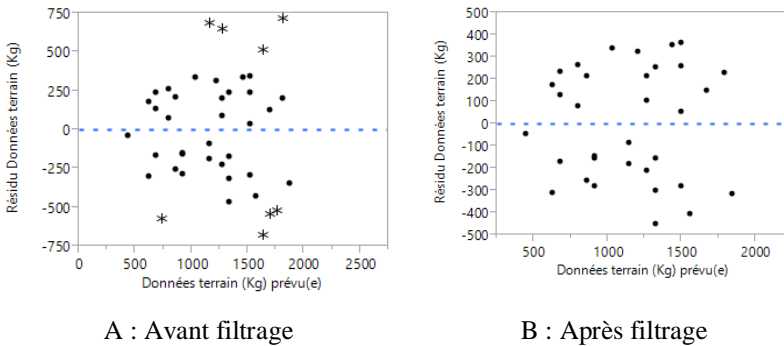 Résidu Données terrain (Kg)
750
500
250
0
-250
-500
-750
0 500 1000 1500 2000 2500
Données terrain (Kg) prévu(e)
A : Avant filtrage
Résidu Données terrain (Kg)
500
400
300
200
100
0
-100
-200
-300
-400
-500
500 1000 1500 2000
Données terrain (Kg) prévu(e)
B : Après filtrage